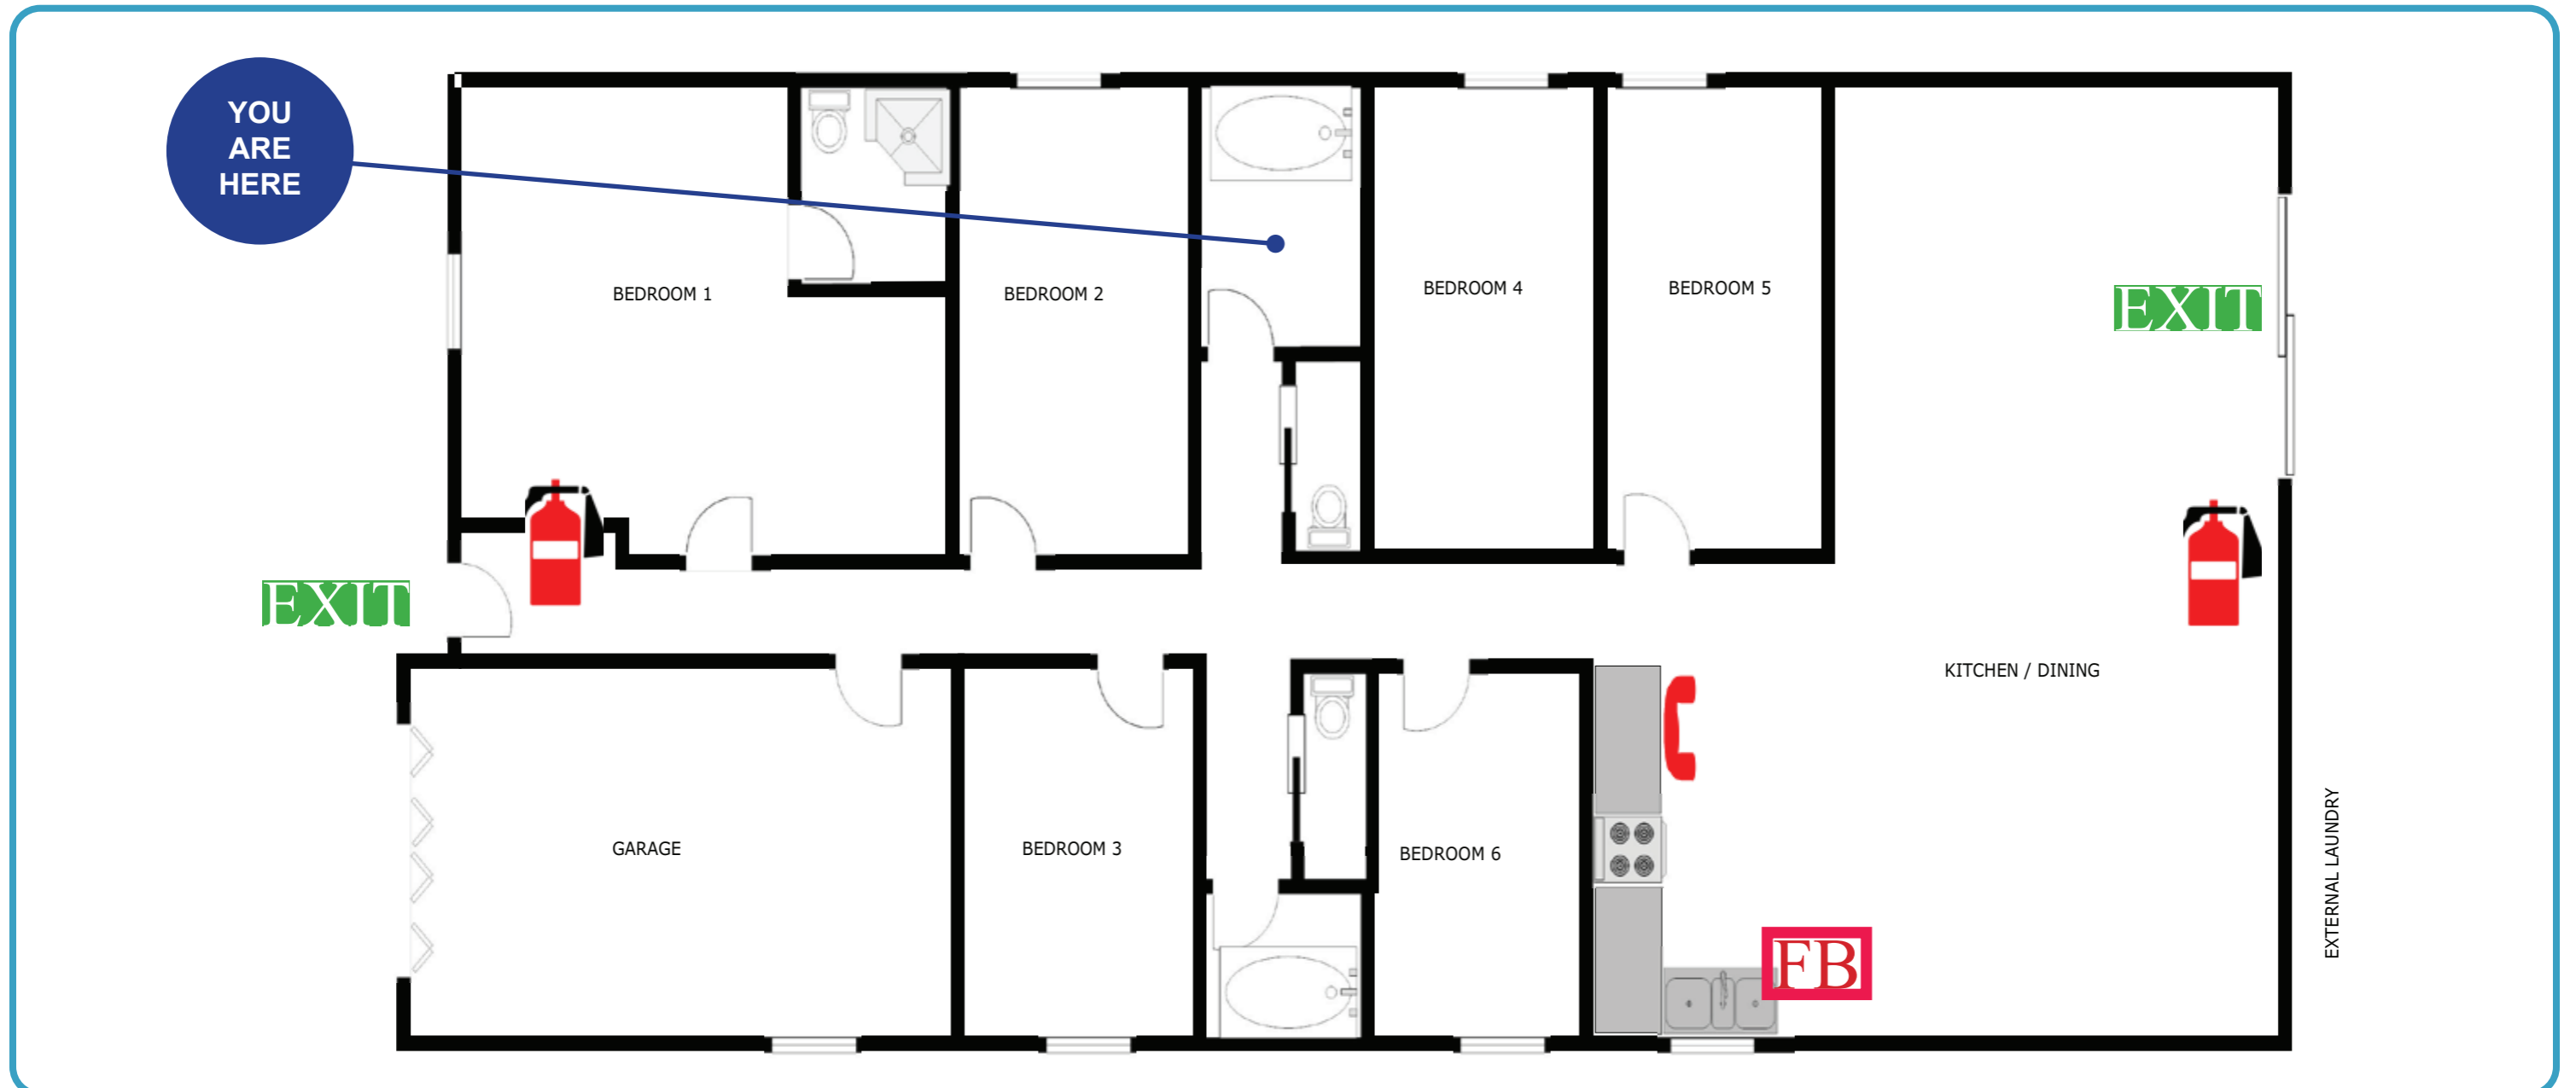 YOU
ARE
HERE
BEDROOM 1
BEDROOM 2
BEDROOM 4
BEDROOM 5
EXIT
EXIT
KITCHEN / DINING
GARAGE
BEDROOM 3
BEDROOM 6
EXTERNAL LAUNDRY
FB